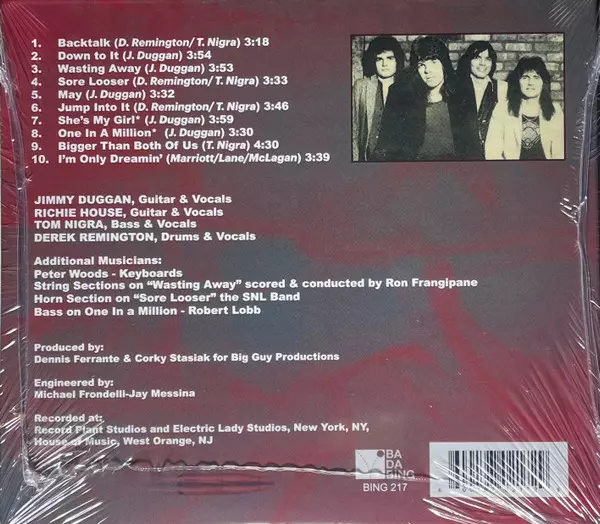 1. Backtalk (D. Remington/T. Nigra) 3:18
2. Down to It (J. Duggan) 3:54
3. Wasting Away (J. Duggan) 3:53
4. Sore Looser (D. Remington/T. Nigra) 3:33
5. May (J. Duggan) 3:32
6. Jump Into It (D. Remington/T. Nigra) 3:46
7. She's My Girl* (J. Duggan) 3:59
8. One In A Million* (J. Duggan) 3:30
9. Bigger Than Both Of Us (T. Nigra) 4:30
10. I'm Only Dreamin' (Marriott/Lane/McLagan) 3:39
JIMMY DUGGAN, Guitar & Vocals
RICHIE HOUSE, Guitar & Vocals
TOM NIGRA, Bass & Vocals
DEREK REMINGTON, Drums & Vocals
Additional Musicians:
Peter Woods - Keyboards
String Sections on “Wasting Away” scored & conducted by Ron Frangipane
Horn Section on “Sore Looser” the SNL Band
Bass on One In a Million - Robert Lobb
Produced by:
Dennis Ferrante & Corky Stasiak for Big Guy Productions
Engineered by:
Michael Frondelli-Jay Messina
Recorded at:
Record Plant Studios and Electric Lady Studios, New York, NY,
House of Music, West Orange, NJ
BA
DA
BING
BING 217